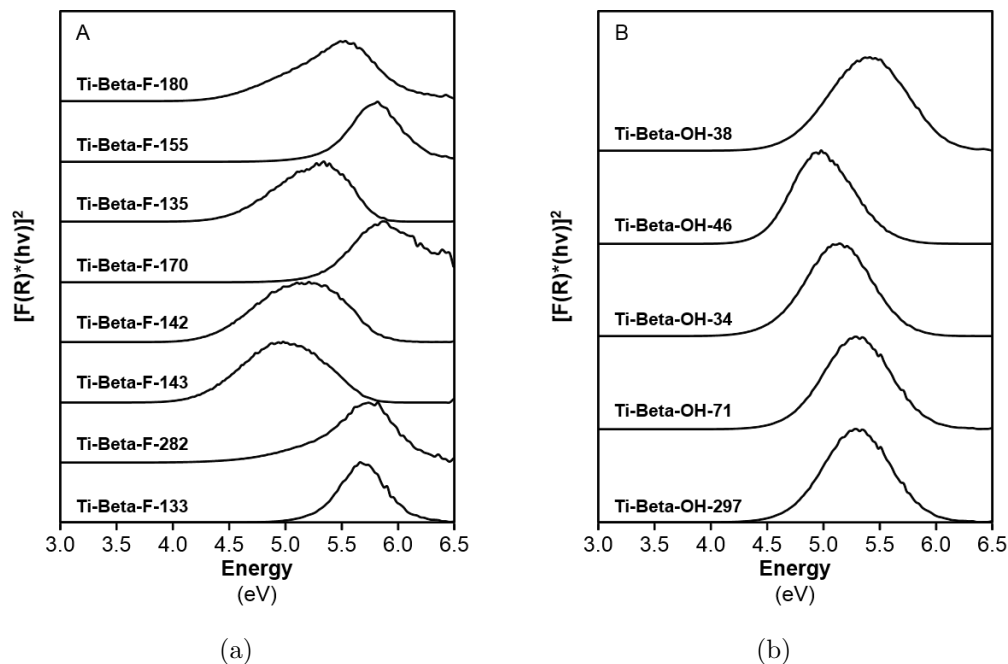 A
Ti-Beta-F-180
Ti-Beta-F-155
Ti-Beta-F-135
Ti-Beta-F-170
Ti-Beta-F-142
Ti-Beta-F-143
Ti-Beta-F-282
Ti-Beta-F-133
[F(R)*(hv)]²
3.0 3.5 4.0 4.5 5.0 5.5 6.0 6.5
Energy
(eV)
(a)
B
Ti-Beta-OH-38
Ti-Beta-OH-46
Ti-Beta-OH-34
Ti-Beta-OH-71
Ti-Beta-OH-297
[F(R)*(hv)]²
3.0 3.5 4.0 4.5 5.0 5.5 6.0 6.5
Energy
(eV)
(b)